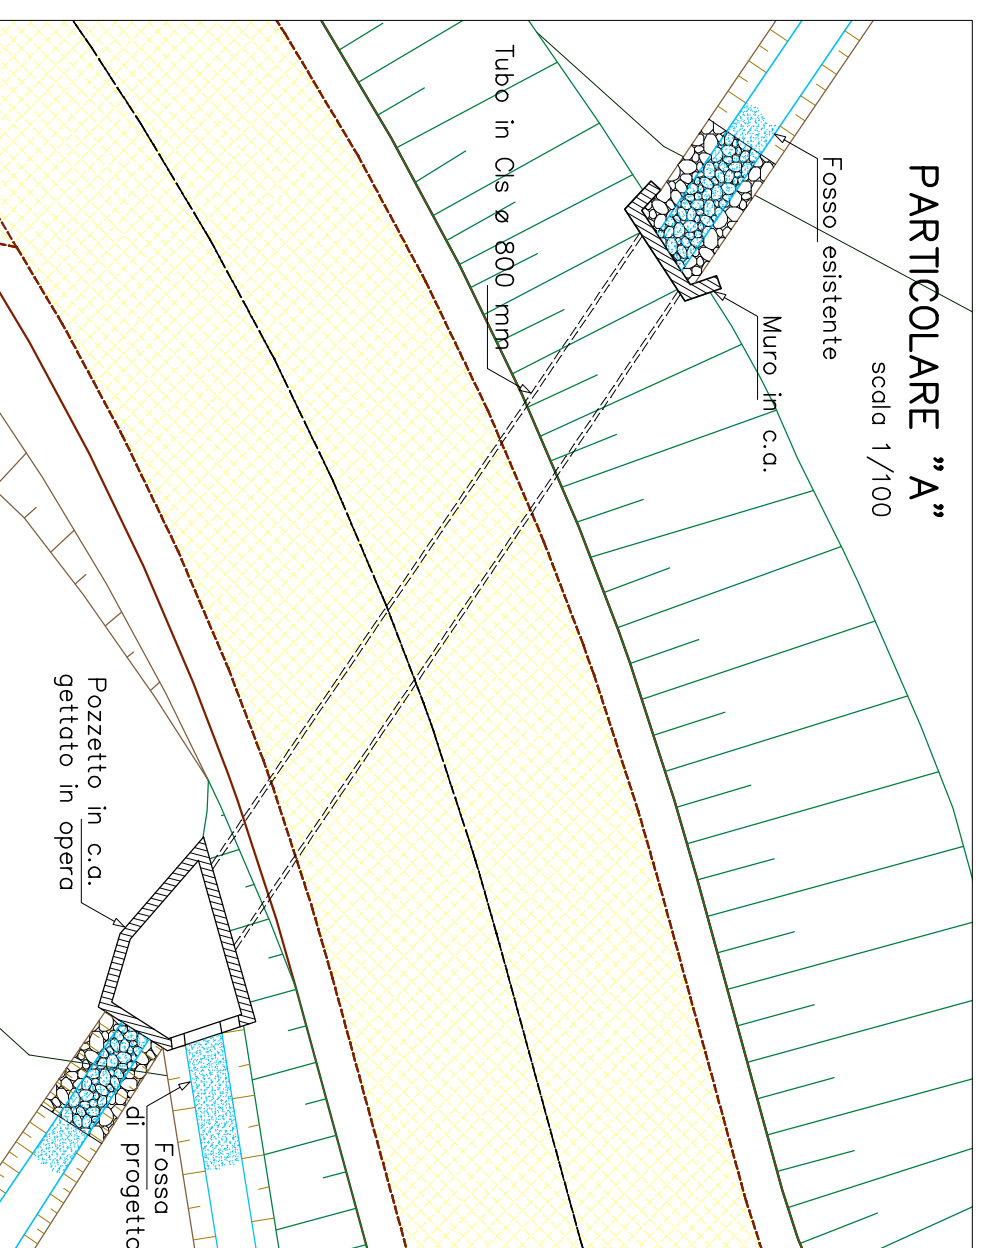 PARTICOLARE "A"
scala 1/100
Fosso esistente
Muro in c.a.
Tubo in Cls ø 800 mm
Pozzetto in c.a.
gettato in opera
Fossa
di progetto